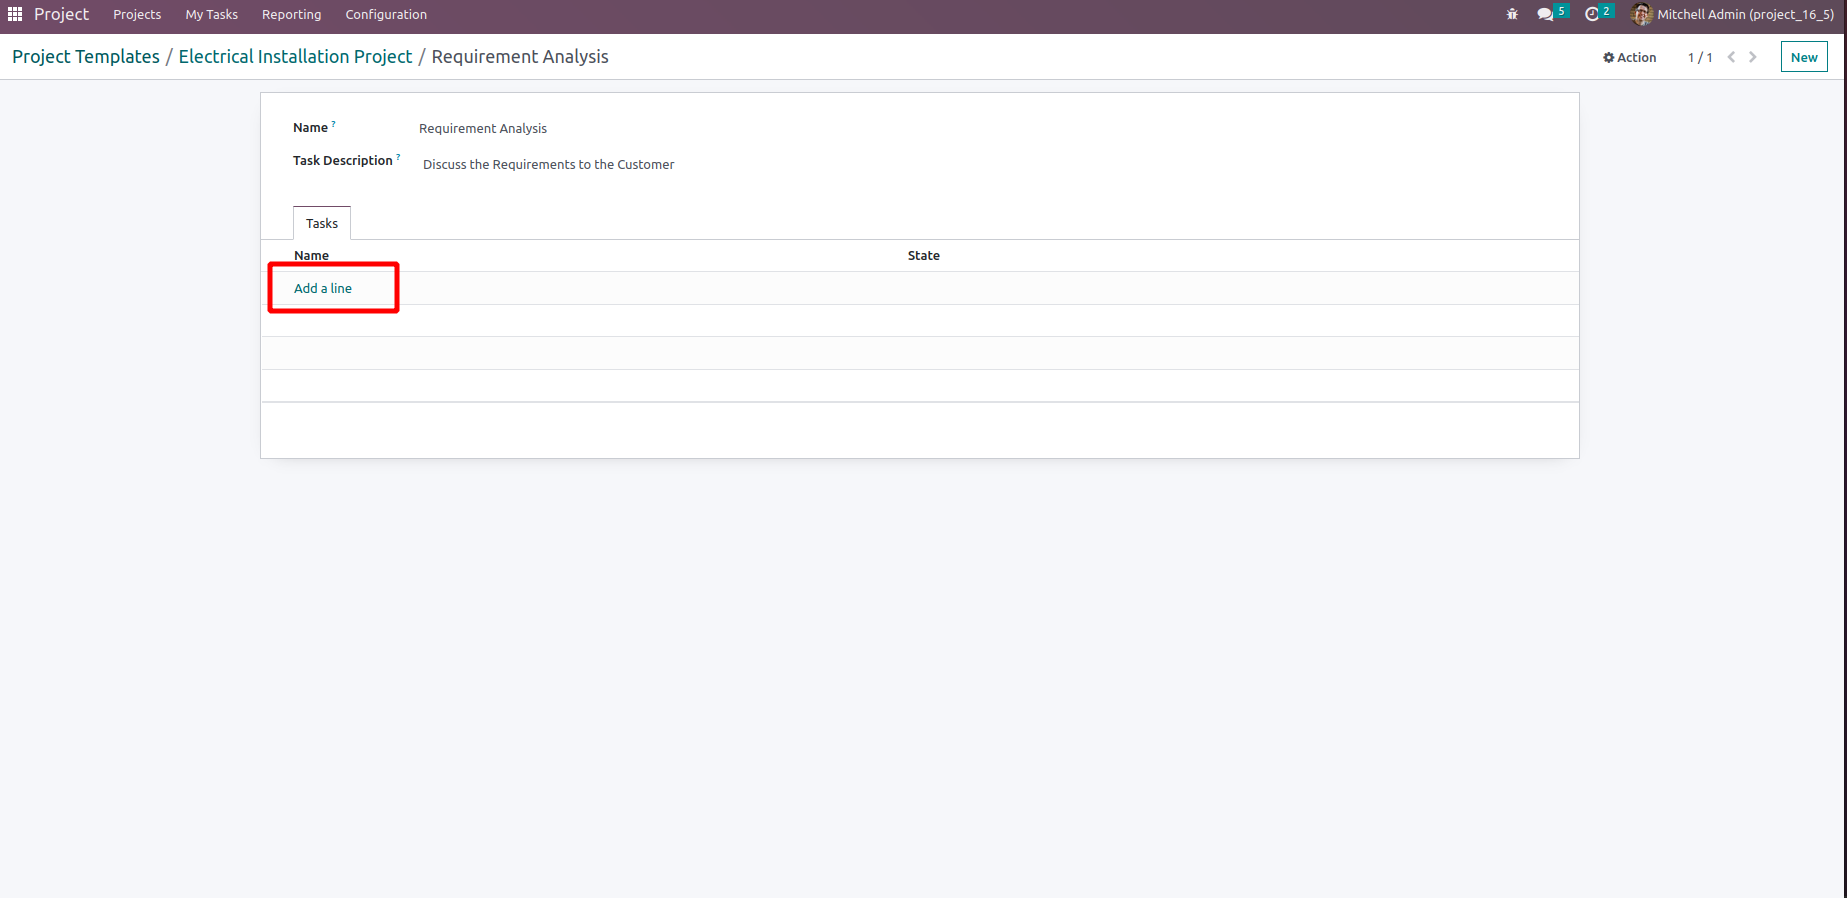 Project Projects My Tasks Reporting Configuration 5 2 Mitchell Admin (project_16_5)
Project Templates / Electrical Installation Project / Requirement Analysis Action 1 / 1 New
Name ? Requirement Analysis
Task Description ? Discuss the Requirements to the Customer
Tasks
Name State
Add a line